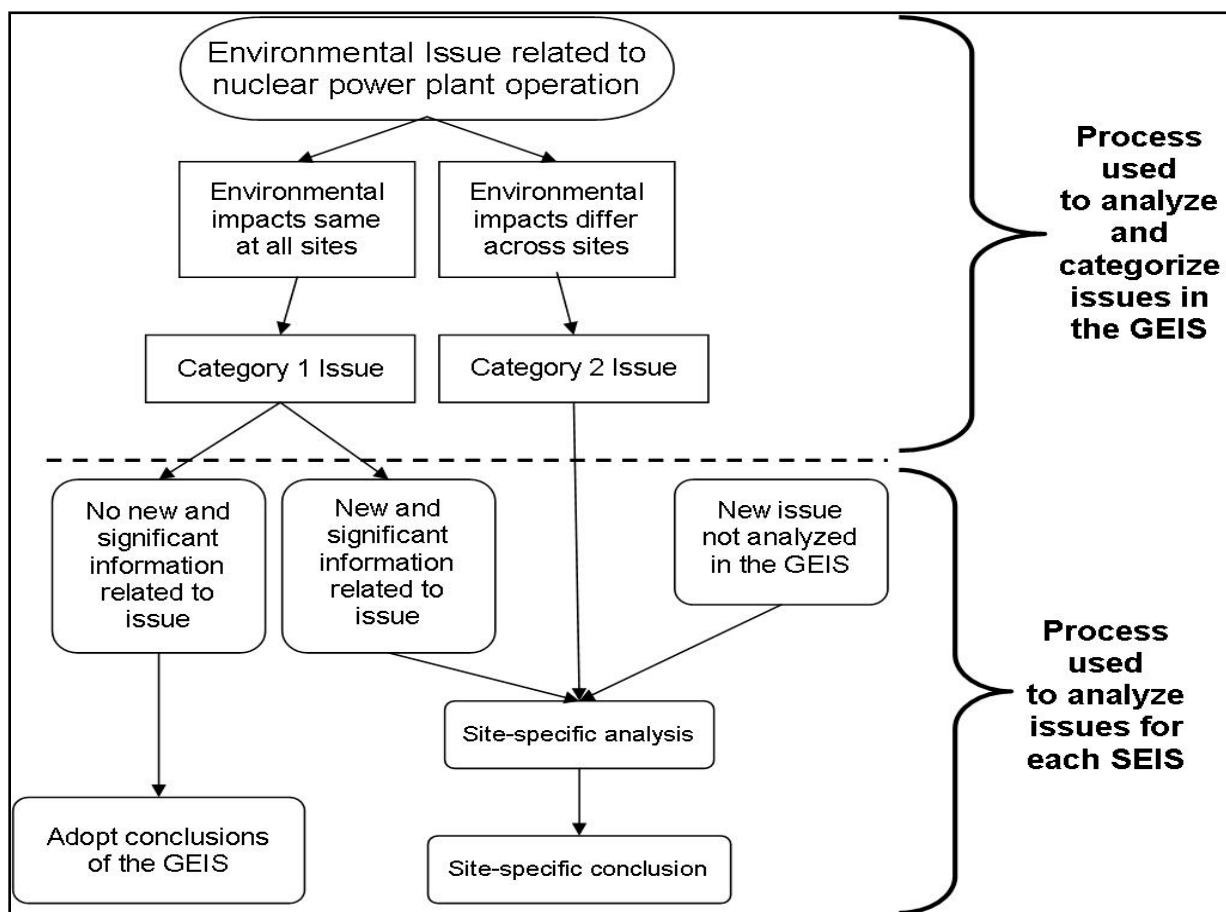 Environmental Issue related to
nuclear power plant operation
Environmental
impacts same
at all sites
Environmental
impacts differ
across sites
Category 1 Issue
Category 2 Issue
Process
used
to analyze
and
categorize
issues in
the GEIS
No new and
significant
information
related to
issue
New and
significant
information
related to
issue
New issue
not analyzed
in the GEIS
Site-specific analysis
Adopt conclusions
of the GEIS
Site-specific conclusion
Process
used
to analyze
issues for
each SEIS